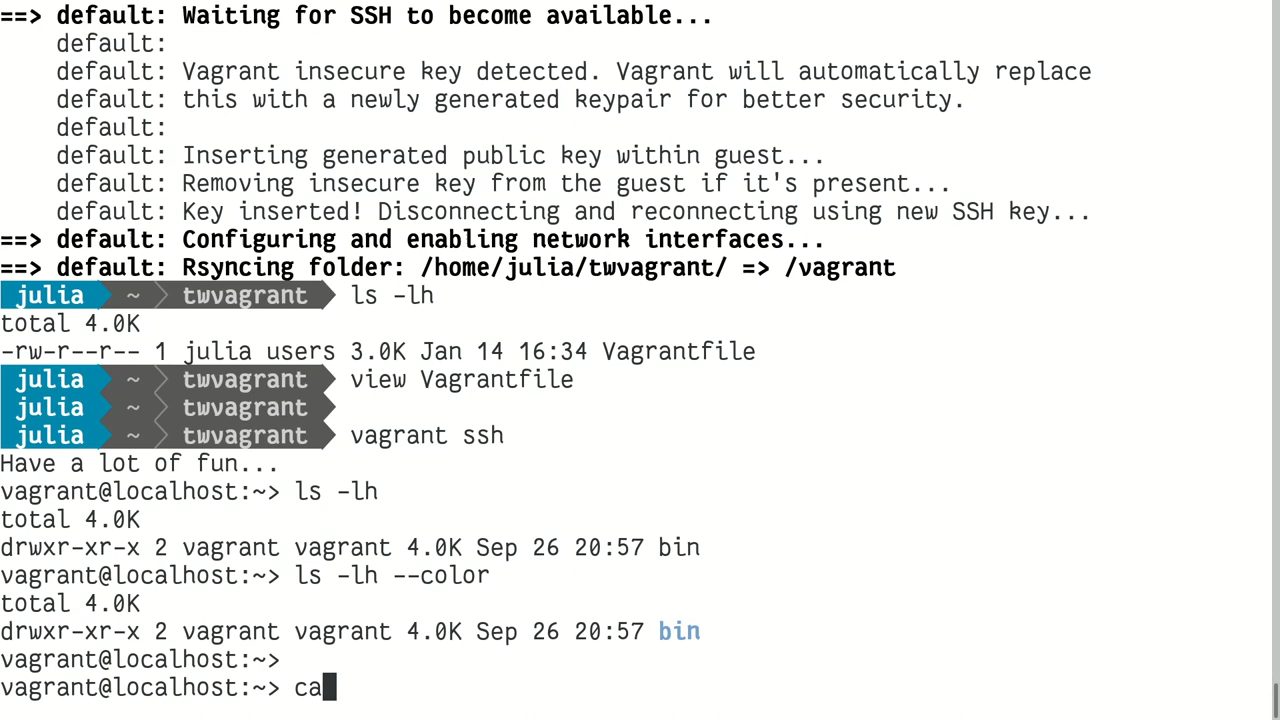 ==> default: Waiting for SSH to become available...
default:
default: Vagrant insecure key detected. Vagrant will automatically replace
default: this with a newly generated keypair for better security.
default:
default: Inserting generated public key within guest...
default: Removing insecure key from the guest if it's present...
default: Key inserted! Disconnecting and reconnecting using new SSH key...
==> default: Configuring and enabling network interfaces...
==> default: Rsyncing folder: /home/julia/twvagrant/ => /vagrant
julia ~ twvagrant ls -lh
total 4.0K
-rw-r--r-- 1 julia users 3.0K Jan 14 16:34 Vagrantfile
julia ~ twvagrant view Vagrantfile
julia ~ twvagrant
julia ~ twvagrant vagrant ssh
Have a lot of fun...
vagrant@localhost:~> ls -lh
total 4.0K
drwxr-xr-x 2 vagrant vagrant 4.0K Sep 26 20:57 bin
vagrant@localhost:~> ls -lh --color
total 4.0K
drwxr-xr-x 2 vagrant vagrant 4.0K Sep 26 20:57 bin
vagrant@localhost:~>
vagrant@localhost:~> ca